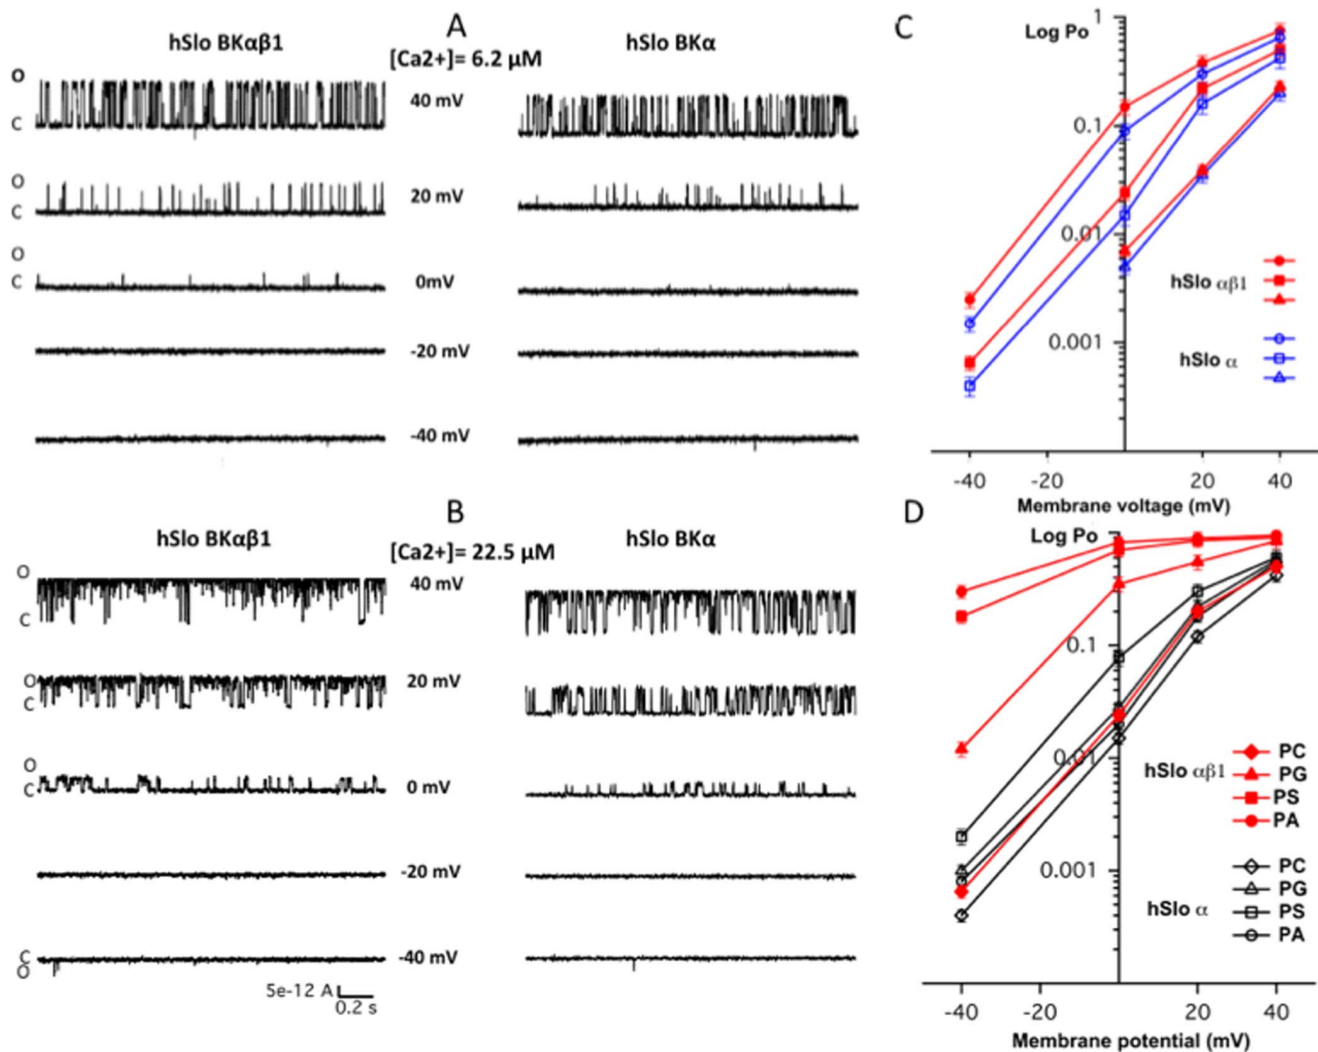 A
hSlo BKαβ1
[Ca2+]= 6.2 µM
hSlo BKα
O
C
40 mV
O
C
20 mV
O
C
0mV
-20 mV
-40 mV
C
Log Po
1
0.1
0.01
0.001
hSlo αβ1
hSlo α
-40
-20
20
40
Membrane voltage (mV)
B
hSlo BKαβ1
[Ca2+]= 22.5 µM
hSlo BKα
O
C
40 mV
O
C
20 mV
O
C
0 mV
-20 mV
C
O
-40 mV
5e-12 A
0.2 s
D
Log Po
0.1
0.01
0.001
hSlo αβ1
PC
PG
PS
PA
hSlo α
PC
PG
PS
PA
-40
-20
20
40
Membrane potential (mV)